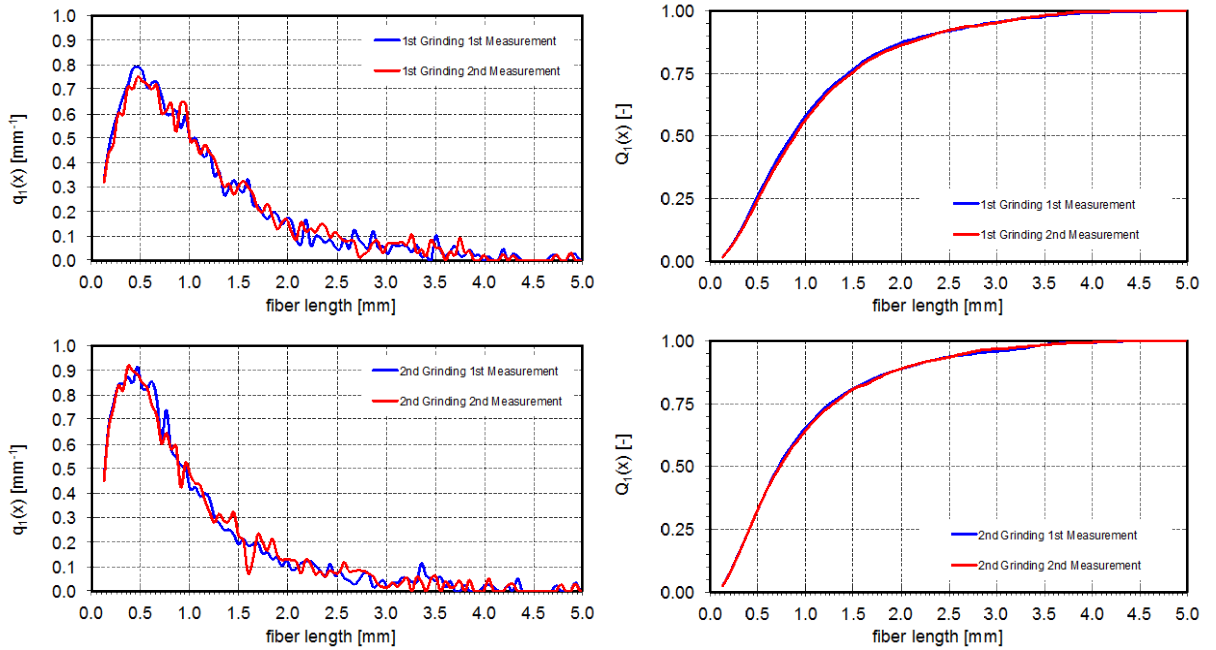 q₁(x) [mm⁻¹]
1.0
0.9
0.8
0.7
0.6
0.5
0.4
0.3
0.2
0.1
0.0
1st Grinding 1st Measurement
1st Grinding 2nd Measurement
0.0 0.5 1.0 1.5 2.0 2.5 3.0 3.5 4.0 4.5 5.0
fiber length [mm]
Q₁(x) [-]
1.00
0.75
0.50
0.25
0.00
1st Grinding 1st Measurement
1st Grinding 2nd Measurement
0.0 0.5 1.0 1.5 2.0 2.5 3.0 3.5 4.0 4.5 5.0
fiber length [mm]
q₁(x) [mm⁻¹]
1.0
0.9
0.8
0.7
0.6
0.5
0.4
0.3
0.2
0.1
0.0
2nd Grinding 1st Measurement
2nd Grinding 2nd Measurement
0.0 0.5 1.0 1.5 2.0 2.5 3.0 3.5 4.0 4.5 5.0
fiber length [mm]
Q₁(x) [-]
1.00
0.75
0.50
0.25
0.00
2nd Grinding 1st Measurement
2nd Grinding 2nd Measurement
0.0 0.5 1.0 1.5 2.0 2.5 3.0 3.5 4.0 4.5 5.0
fiber length [mm]